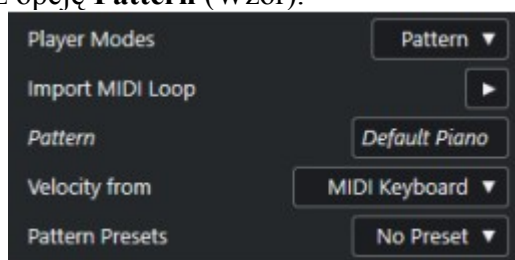 opcję Pattern (Wzór).
Player Modes Pattern ▼
Import MIDI Loop ►
Pattern Default Piano
Velocity from MIDI Keyboard ▼
Pattern Presets No Preset ▼